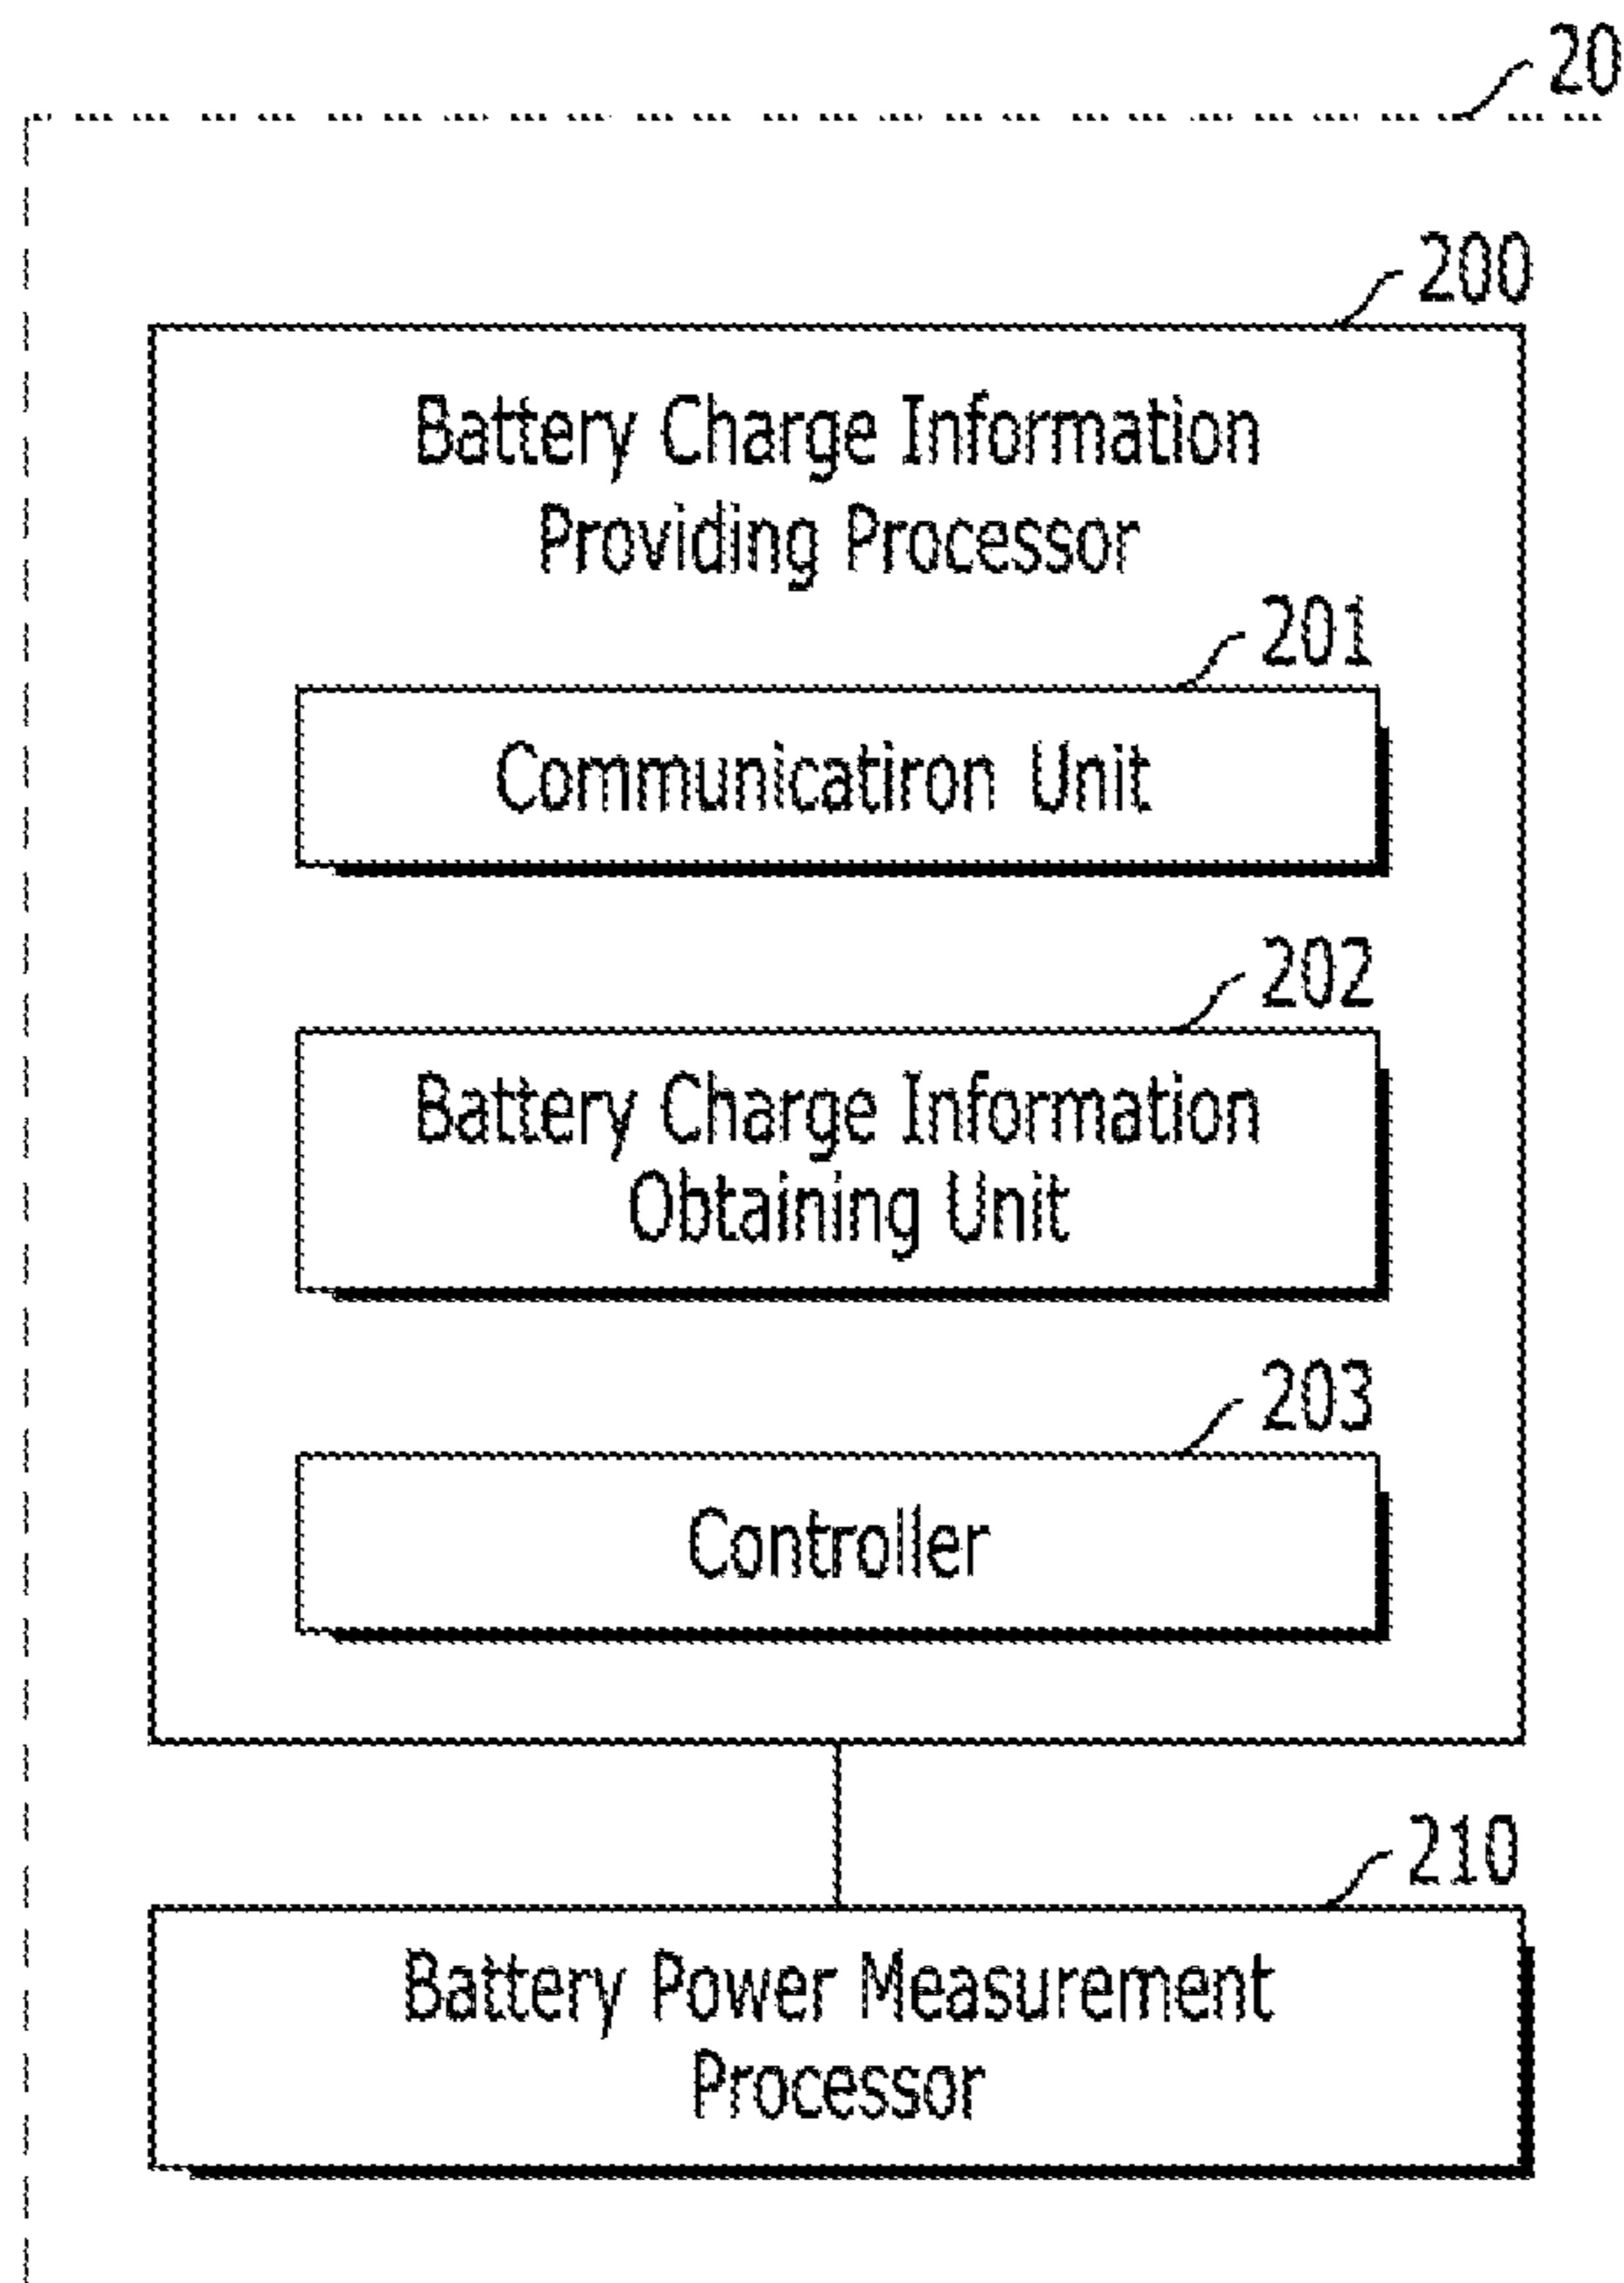 20
200
Battery Charge Information
Providing Processor
201
Communicatiron Unit
202
Battery Charge Information
Obtaining Unit
203
Controller
210
Battery Power Measurement
Processor